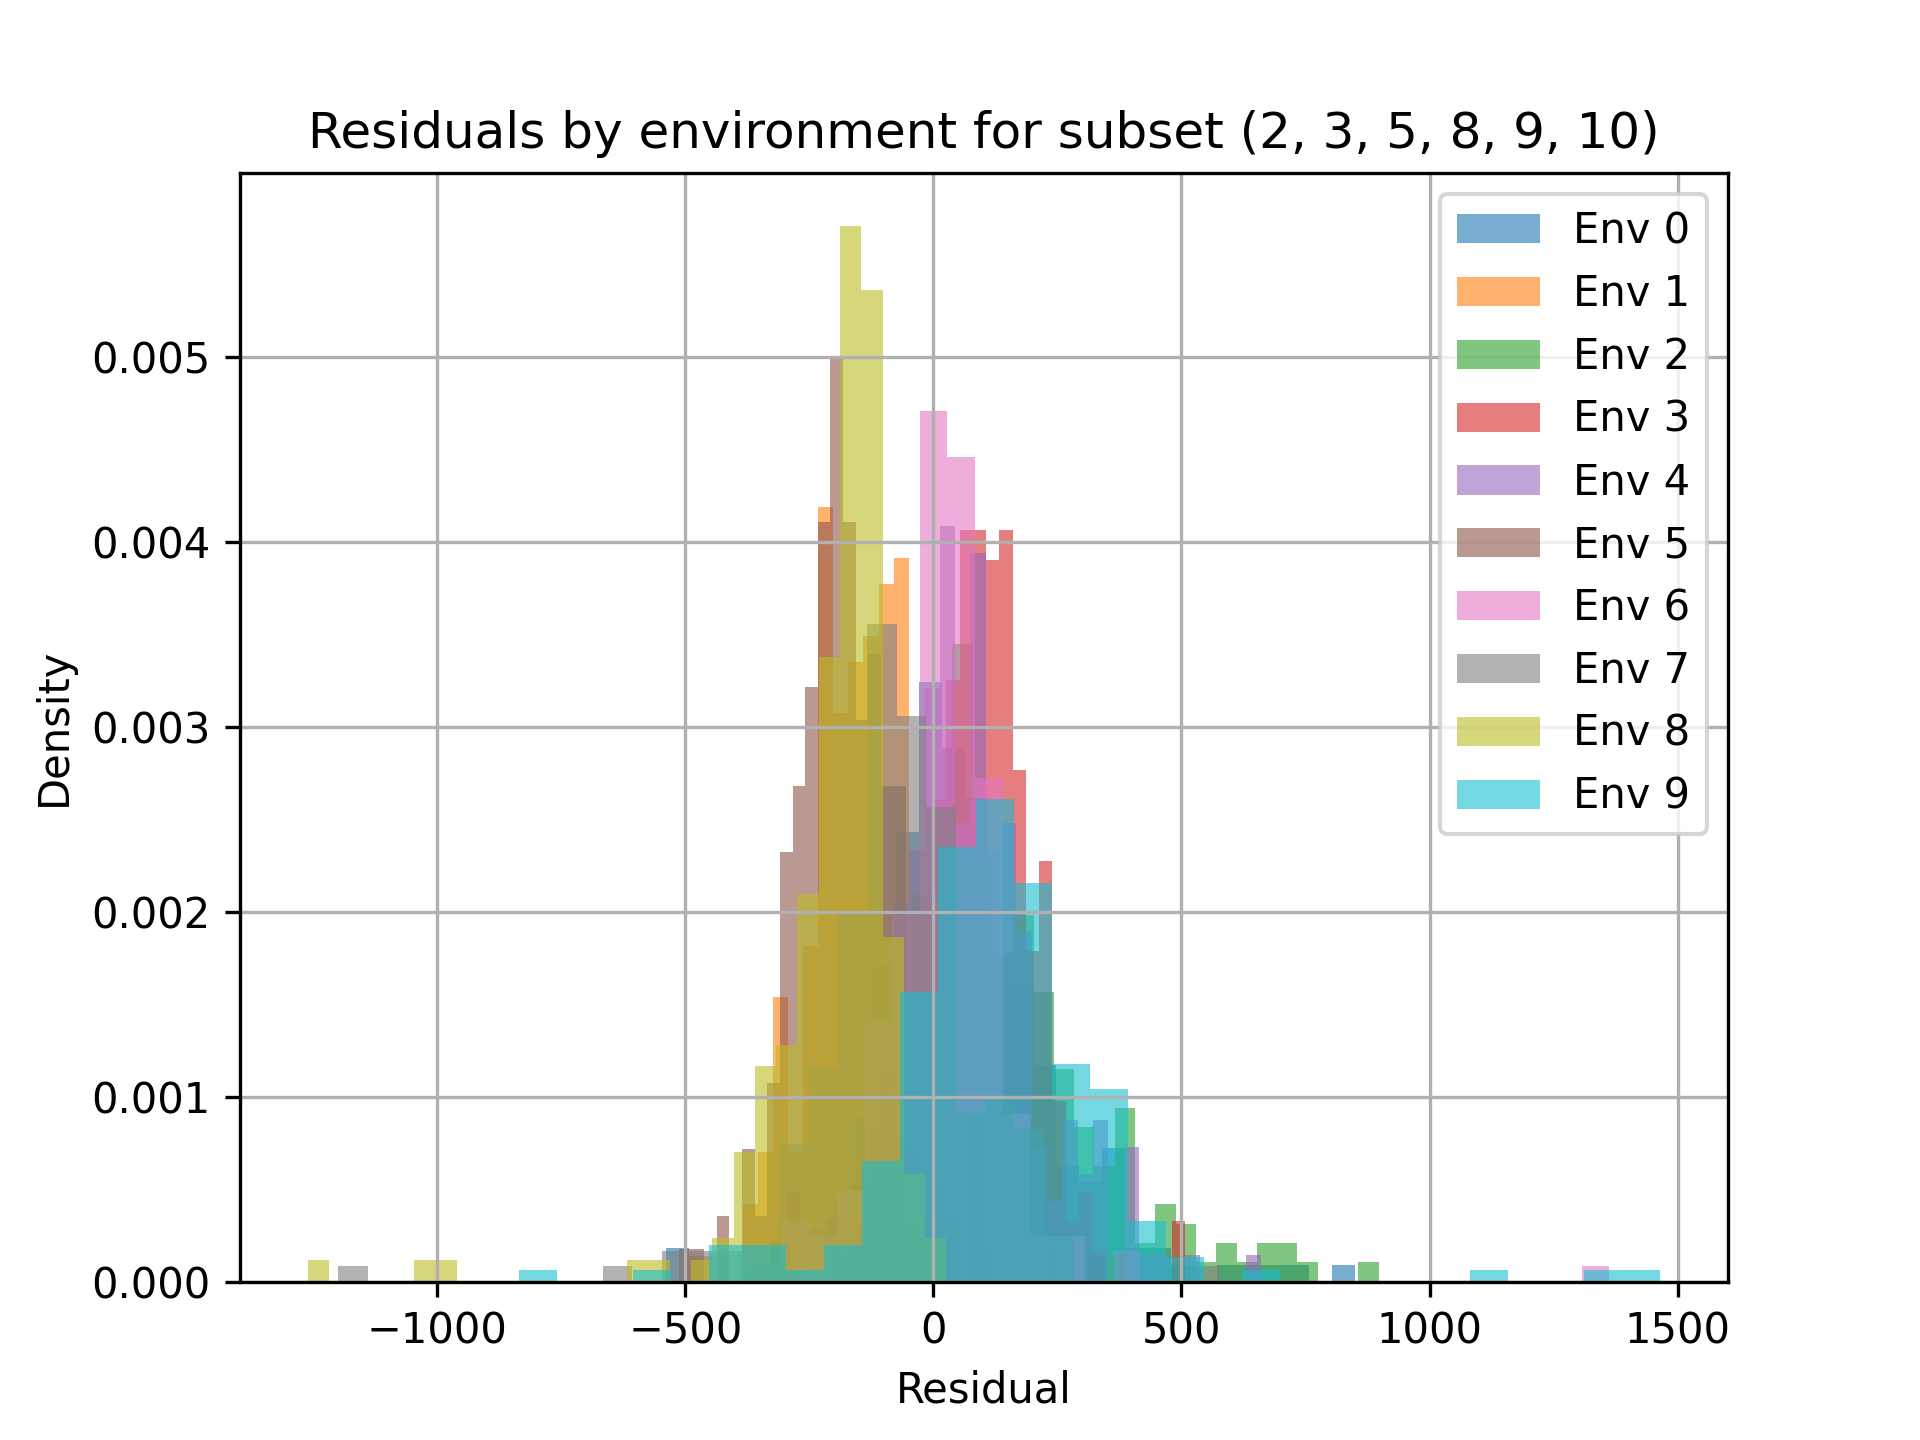 Residuals by environment for subset (2, 3, 5, 8, 9, 10)
Env 0
Env 1
Env 2
Env 3
Env 4
Env 5
Env 6
Env 7
Env 8
Env 9
Density
0.005
0.004
0.003
0.002
0.001
0.000
−1000 −500 0 500 1000 1500
Residual